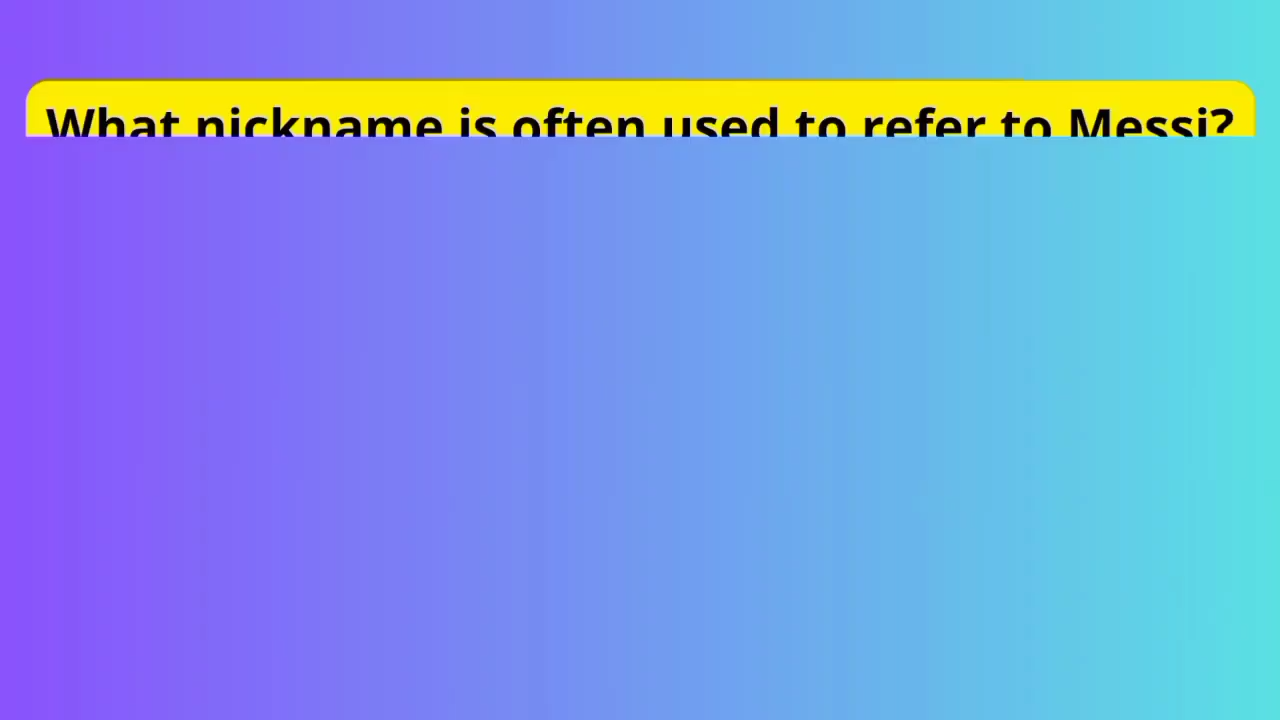 What nickname is often used to refer to Messi?